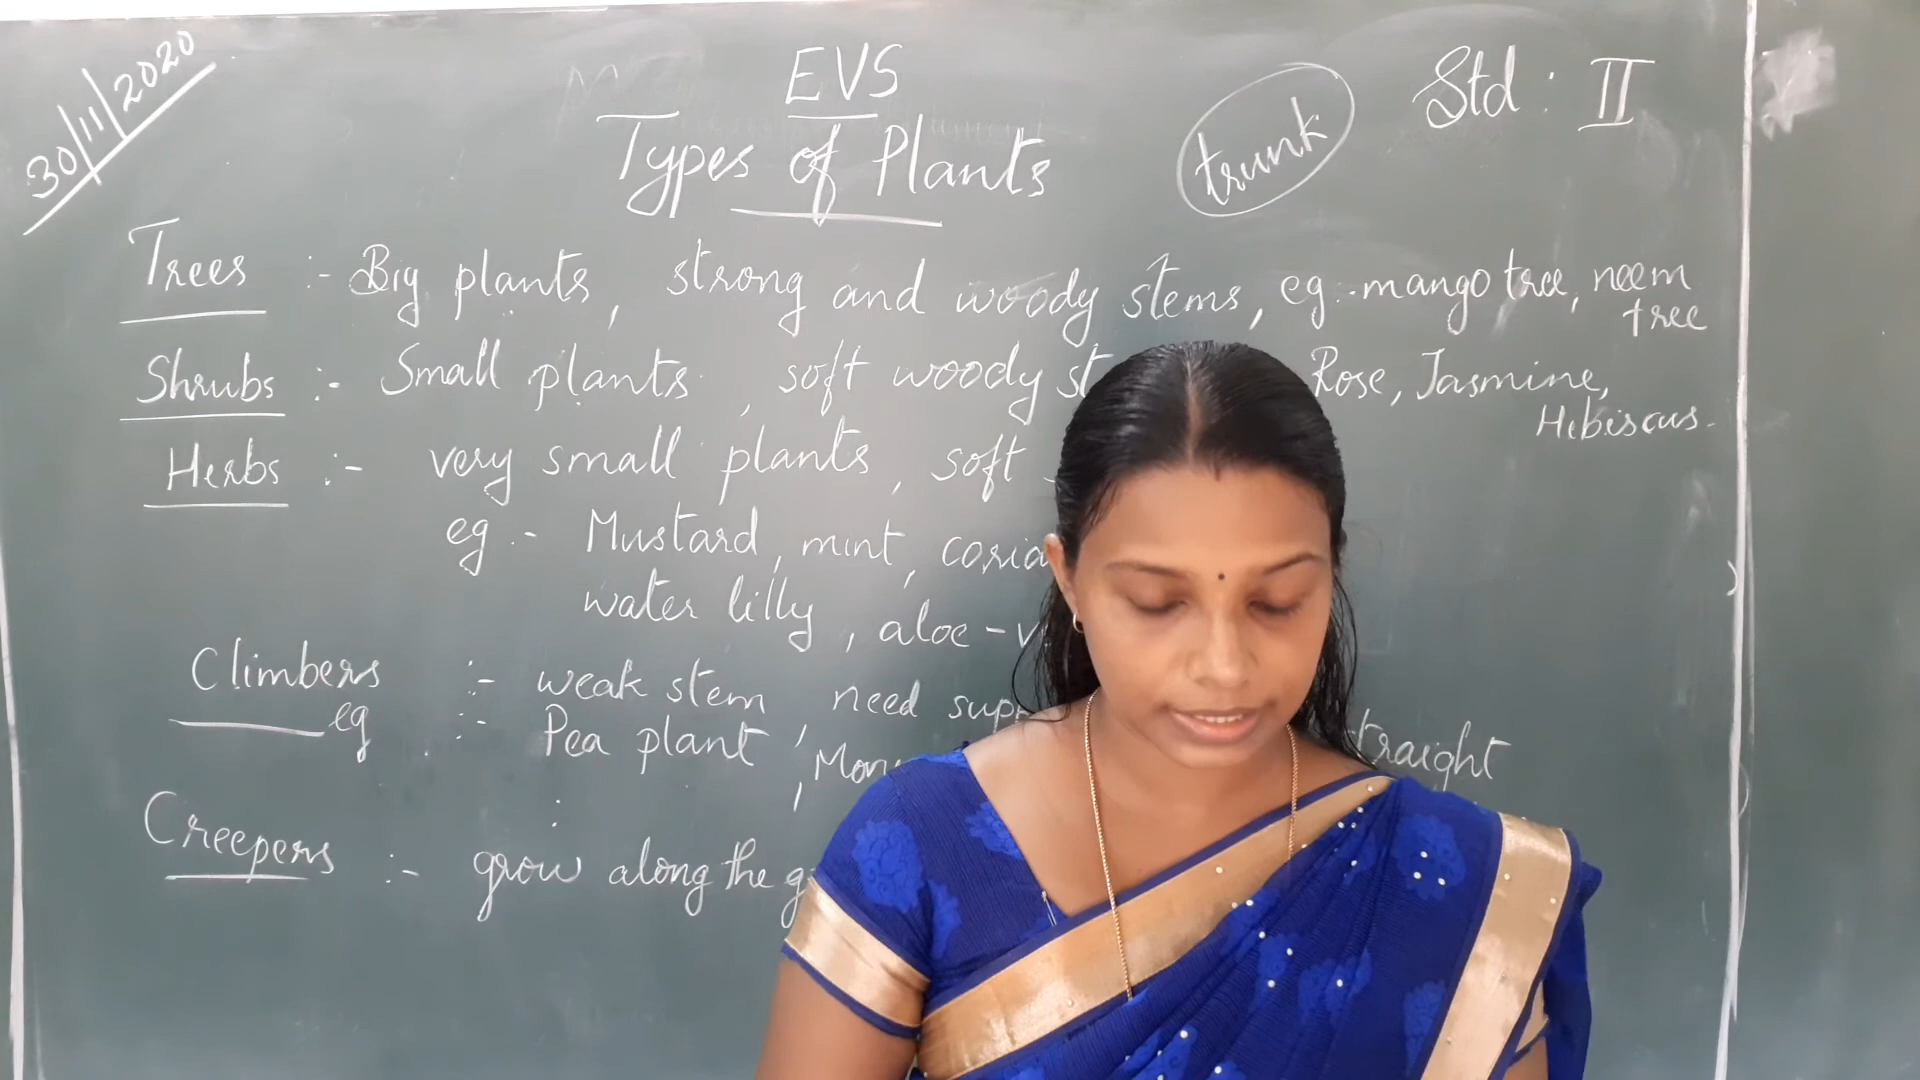 30/11/2020
EVS
Std : II
Types of Plants
trunk
Trees :- Big plants, strong and woody stems, eg :- mango tree, neem
tree
Shrubs :- Small plants, soft woody Rose, Jasmine,
Hibiscus.
Herbs :- very small plants, soft
eg :- Mustard, mint,
water lilly, aloe-
Climbers :- weak stem, need straight
eg :- Pea plant,
Creepers :- grow along the